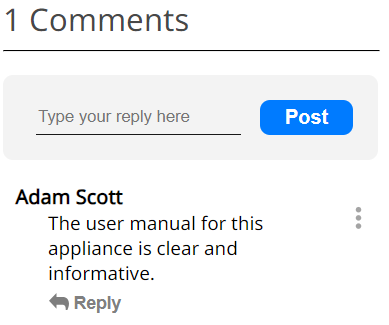 1 Comments
Type your reply here
Post
Adam Scott
The user manual for this
appliance is clear and
informative.
Reply